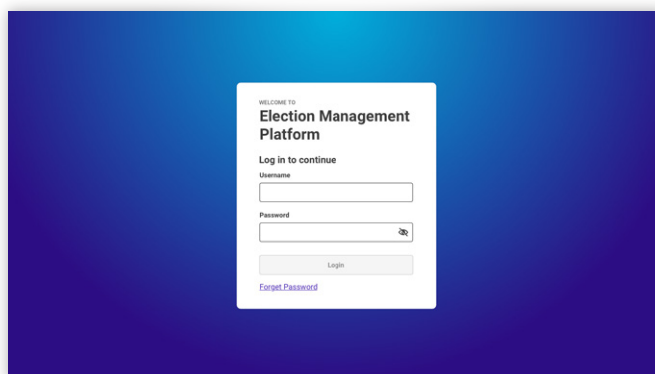 WELCOME TO
Election Management
Platform
Log in to continue
Username
Password
Login
Forget Password